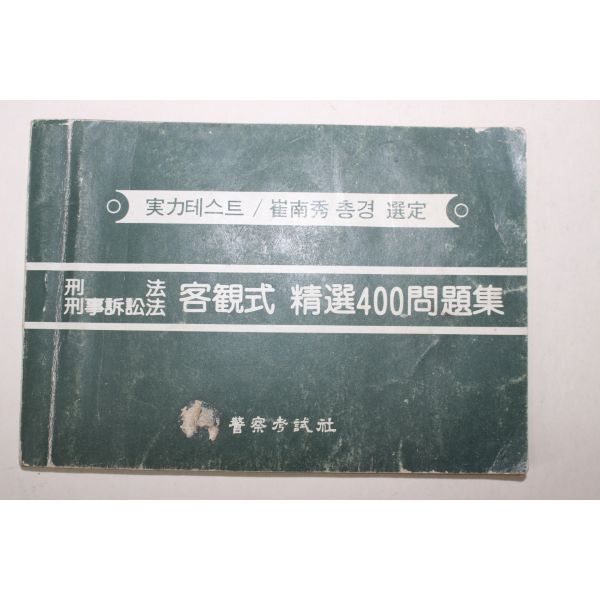 実力테스트 / 崔南秀 총경 選定
刑 法
刑事訴訟法
客観式 精選400問題集
警察考試社